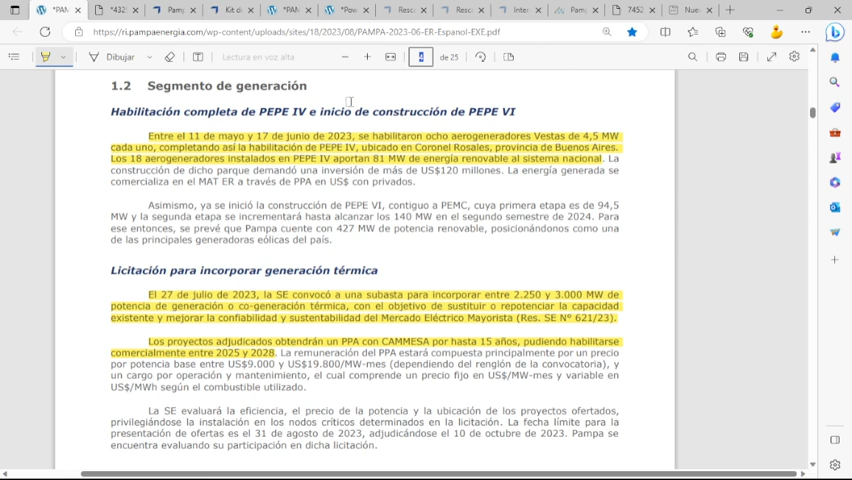 *PAM
*432
Pamp
Kit di
*PAM
*Pow
Resca
Resca
Inter
Pamp
7452
Nuev
https://ri.pampaenergia.com/wp-content/uploads/sites/18/2023/08/PAMPA-2023-06-ER-Espanol-EXE.pdf
Dibujar
Lectura en voz alta
4
de 25
1.2 Segmento de generación
Habilitación completa de PEPE IV e inicio de construcción de PEPE VI
Entre el 11 de mayo y 17 de junio de 2023, se habilitaron ocho aerogeneradores Vestas de 4,5 MW
cada uno, completando así la habilitación de PEPE IV, ubicado en Coronel Rosales, provincia de Buenos Aires.
Los 18 aerogeneradores instalados en PEPE IV aportan 81 MW de energía renovable al sistema nacional. La
construcción de dicho parque demandó una inversión de más de US$120 millones. La energía generada se
comercializa en el MAT ER a través de PPA en US$ con privados.
Asimismo, ya se inició la construcción de PEPE VI, contiguo a PEMC, cuya primera etapa es de 94,5
MW y la segunda etapa se incrementará hasta alcanzar los 140 MW en el segundo semestre de 2024. Para
ese entonces, se prevé que Pampa cuente con 427 MW de potencia renovable, posicionándonos como una
de las principales generadoras eólicas del país.
Licitación para incorporar generación térmica
El 27 de julio de 2023, la SE convocó a una subasta para incorporar entre 2.250 y 3.000 MW de
potencia de generación o co-generación térmica, con el objetivo de sustituir o repotenciar la capacidad
existente y mejorar la confiabilidad y sustentabilidad del Mercado Eléctrico Mayorista (Res. SE N° 621/23).
Los proyectos adjudicados obtendrán un PPA con CAMMESA por hasta 15 años, pudiendo habilitarse
comercialmente entre 2025 y 2028. La remuneración del PPA estará compuesta principalmente por un precio
por potencia base entre US$9.000 y US$19.800/MW-mes (dependiendo del renglón de la convocatoria), y
un cargo por operación y mantenimiento, el cual comprende un precio fijo en US$/MW-mes y variable en
US$/MWh según el combustible utilizado.
La SE evaluará la eficiencia, el precio de la potencia y la ubicación de los proyectos ofertados,
privilegiándose la instalación en los nodos críticos determinados en la licitación. La fecha límite para la
presentación de ofertas es el 31 de agosto de 2023, adjudicándose el 10 de octubre de 2023. Pampa se
encuentra evaluando su participación en dicha licitación.